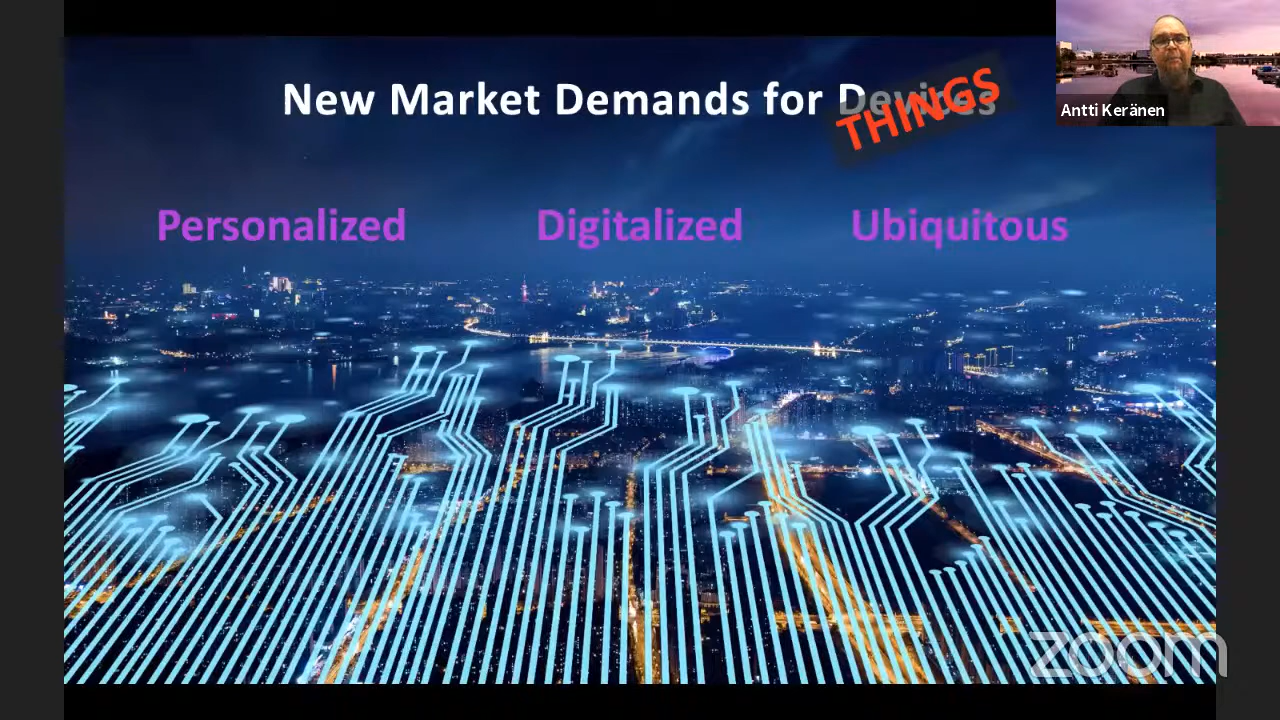 New Market Demands for Devices
THINGS
Antti Keränen
Personalized Digitalized Ubiquitous
zoom